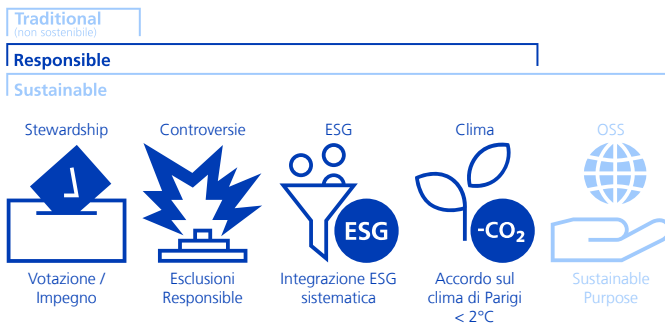 Traditional
(non sostenibile)
Responsible
Sustainable
Stewardship
Controversie
ESG
Clima
OSS
ESG
-CO₂
Votazione /
Impegno
Esclusioni
Responsible
Integrazione ESG
sistematica
Accordo sul
clima di Parigi
< 2°C
Sustainable
Purpose